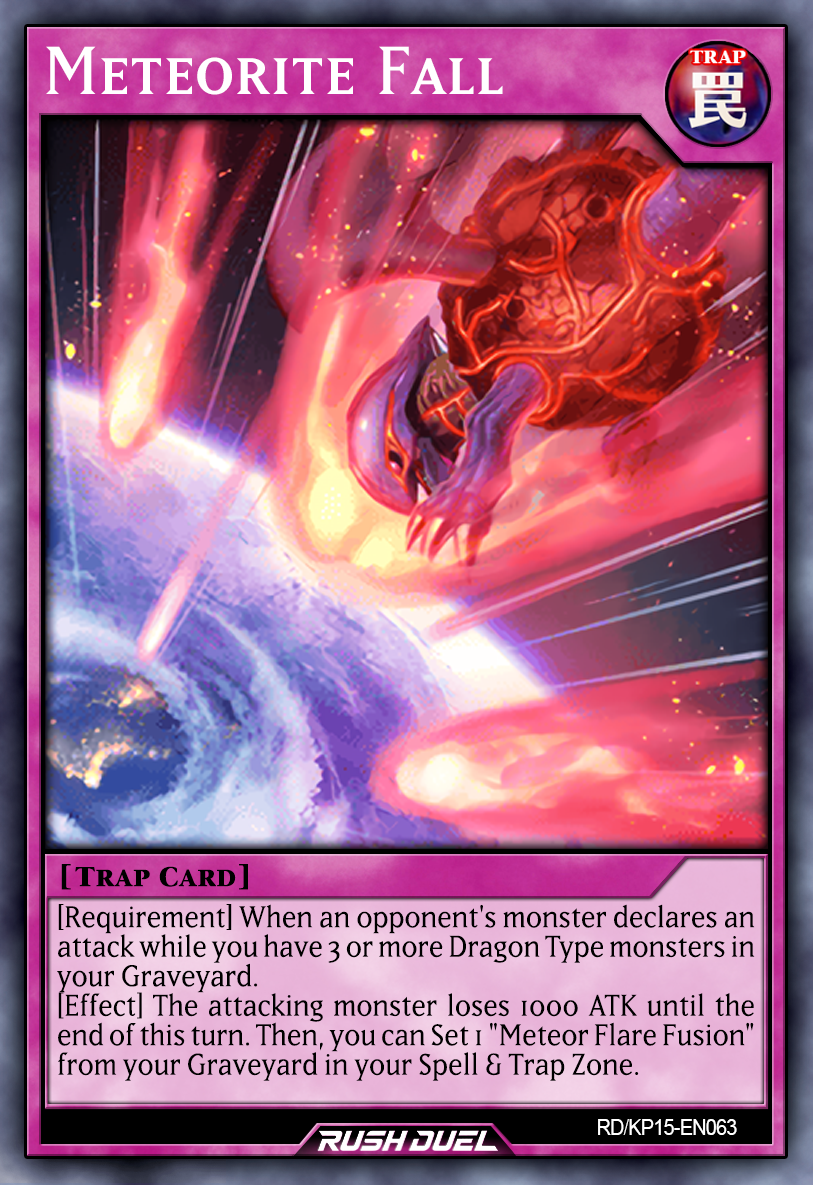 METEORITE FALL
TRAP
罠
[TRAP CARD]
[Requirement] When an opponent's monster declares an
attack while you have 3 or more Dragon Type monsters in
your Graveyard.
[Effect] The attacking monster loses 1000 ATK until the
end of this turn. Then, you can Set 1 "Meteor Flare Fusion"
from your Graveyard in your Spell & Trap Zone.
RD/KP15-EN063
RUSH DUEL